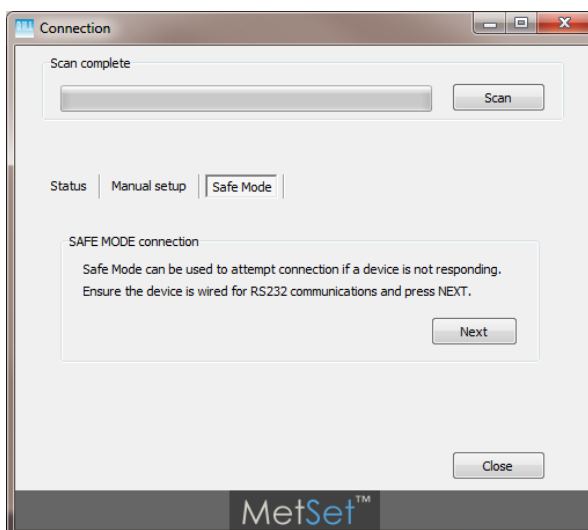 Connection
Scan complete
Scan
Status
Manual setup
Safe Mode
SAFE MODE connection
Safe Mode can be used to attempt connection if a device is not responding.
Ensure the device is wired for RS232 communications and press NEXT.
Next
Close
MetSet™